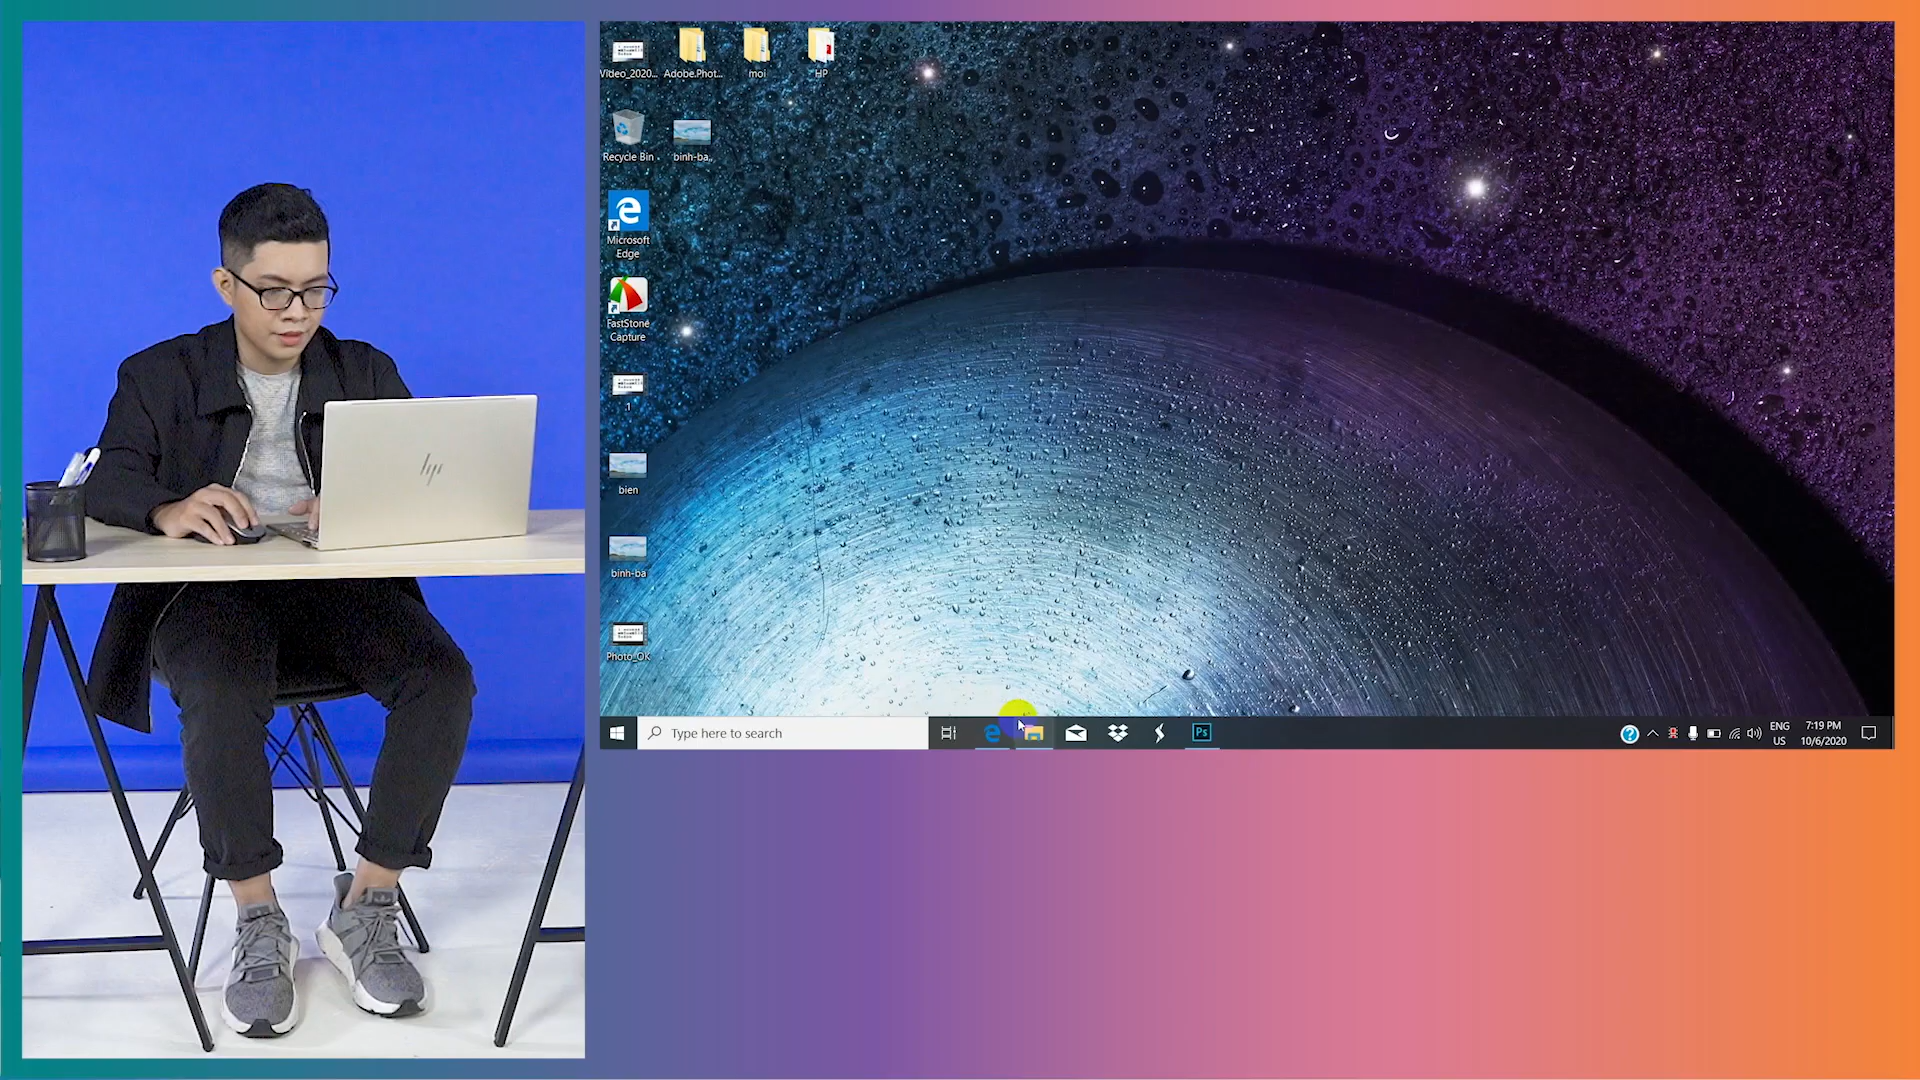 hp
Video_2020...
Adobe.Phot...
moi
HP
Recycle Bin
binh-ba..
Microsoft
Edge
FastStone
Capture
1
bien
binh-ba
Photo_OK
Type here to search
Ps
ENG
US
7:19 PM
10/6/2020